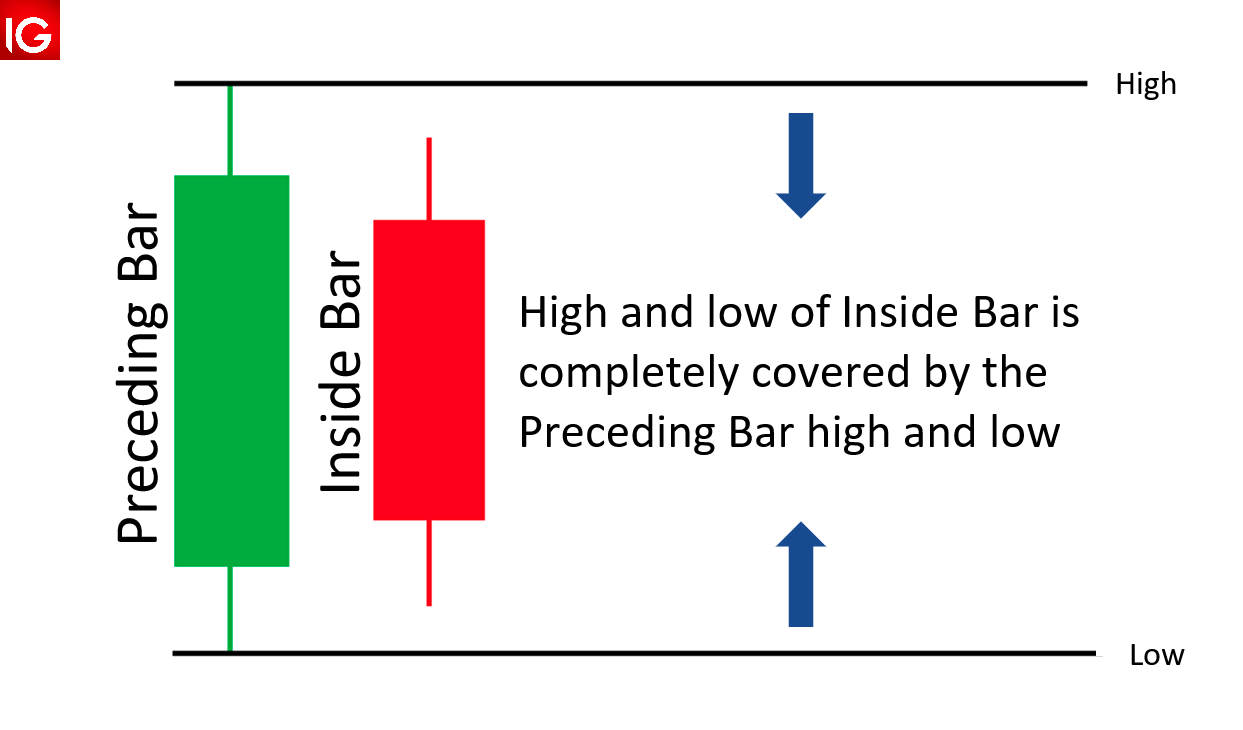 IG
High
Preceding Bar
Inside Bar
High and low of Inside Bar is
completely covered by the
Preceding Bar high and low
Low